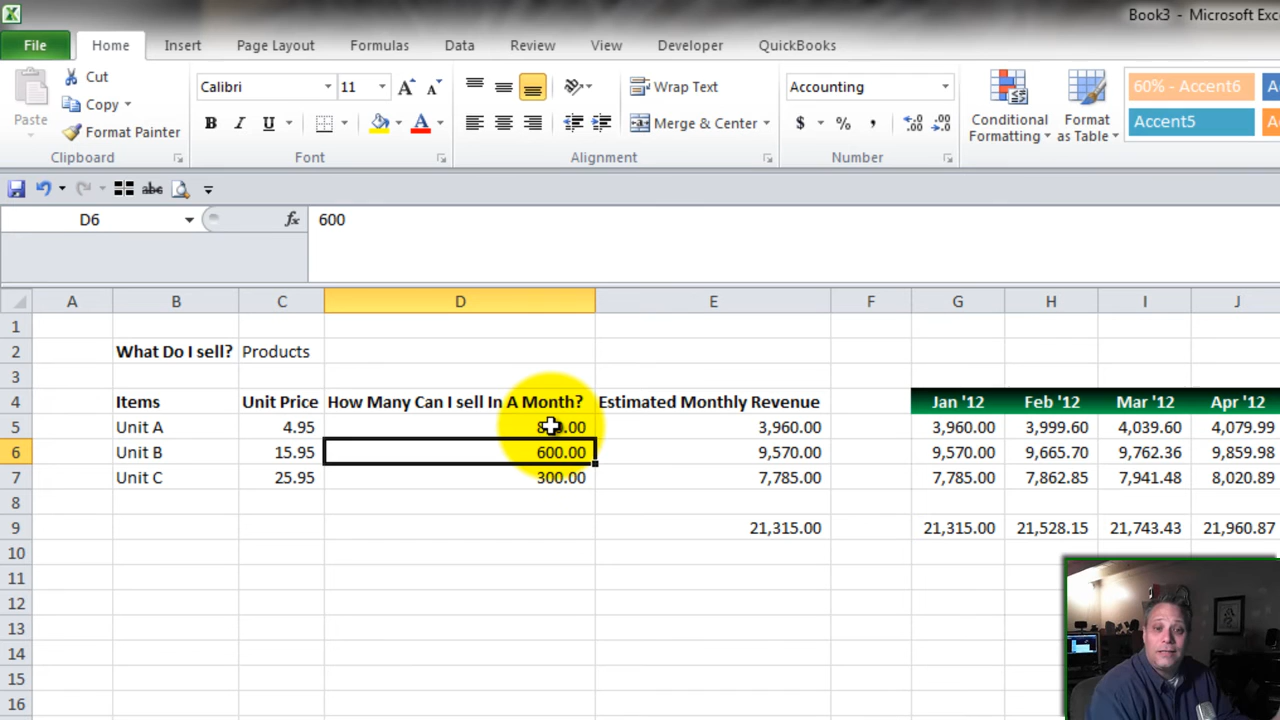 Book3 - Microsoft Exc
File Home Insert Page Layout Formulas Data Review View Developer QuickBooks
Paste Cut Calibri 11 Wrap Text Accounting Conditional Formatting Format as Table 60% - Accent6
Copy Merge & Center $ % , Accent5
Format Painter B I U
Clipboard Font Alignment Number
abc
D6 fx 600
A B C D E F G H I J
1
2 What Do I sell? Products
3
4 Items Unit Price How Many Can I sell In A Month? Estimated Monthly Revenue Jan '12 Feb '12 Mar '12 Apr '12
5 Unit A 4.95 3,960.00 3,960.00 3,999.60 4,039.60 4,079.99
6 Unit B 15.95 600.00 9,570.00 9,570.00 9,665.70 9,762.36 9,859.98
7 Unit C 25.95 300.00 7,785.00 7,785.00 7,862.85 7,941.48 8,020.89
8
9 21,315.00 21,315.00 21,528.15 21,743.43 21,960.87
10
11
12
13
14
15
16